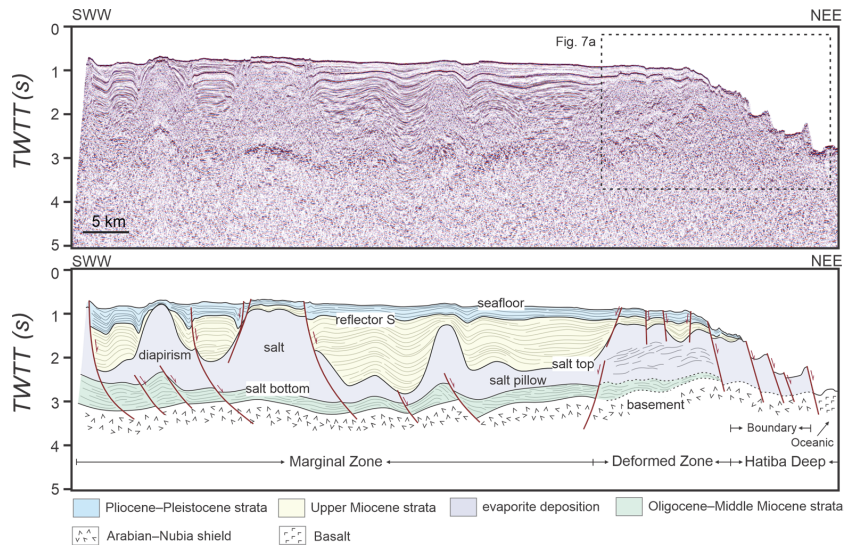 SWW NEE
0
Fig. 7a
1
2
TWTT (s)
3
4
5 km
5
SWW NEE
0
seafloor
1
reflector S
diapirism salt
2
salt top
TWTT (s)
salt bottom salt pillow
3
basement
Boundary
4
Oceanic
Marginal Zone Deformed Zone Hatiba Deep
5
Pliocene–Pleistocene strata Upper Miocene strata evaporite deposition Oligocene–Middle Miocene strata
Arabian–Nubia shield Basalt